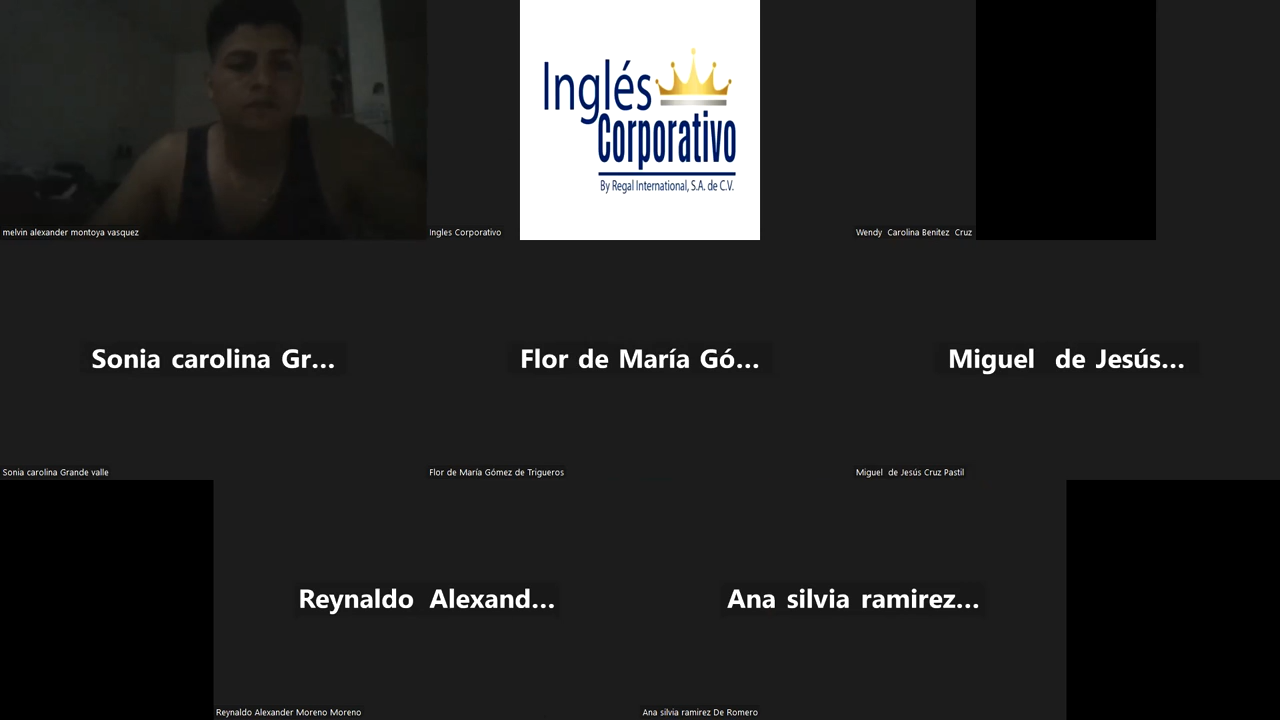 Inglés
Corporativo
By Regal International, S.A. de C.V.
melvin alexander montoya vasquez
Ingles Corporativo
Wendy Carolina Benitez Cruz
Sonia carolina Gr...
Flor de María Gó...
Miguel de Jesús...
Sonia carolina Grande valle
Flor de María Gómez de Trigueros
Miguel de Jesús Cruz Pastil
Reynaldo Alexand...
Ana silvia ramirez...
Reynaldo Alexander Moreno Moreno
Ana silvia ramirez De Romero